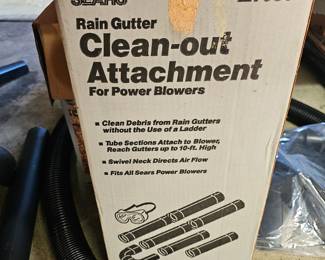 SEARS
Rain Gutter
Clean-out
Attachment
For Power Blowers
• Clean Debris from Rain Gutters
without the Use of a Ladder
• Tube Sections Attach to Blower,
Reach Gutters up to 10-ft. High
• Swivel Neck Directs Air Flow
• Fits All Sears Power Blowers